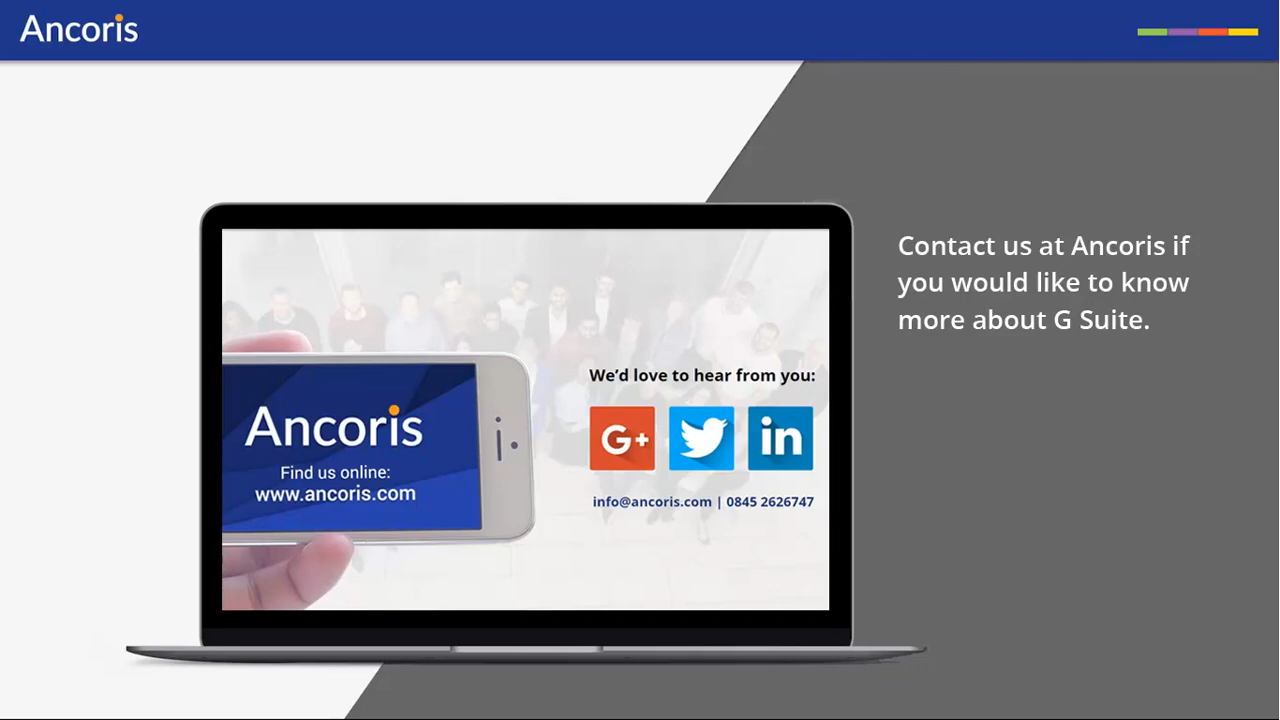 Ancoris
Contact us at Ancoris if
you would like to know
more about G Suite.
We’d love to hear from you:
G+
in
Ancoris
Find us online:
www.ancoris.com
info@ancoris.com | 0845 2626747